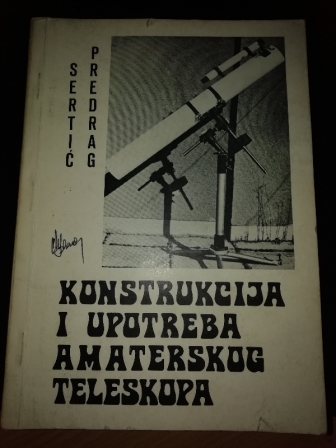 PREDRAG
SERTIĆ
KONSTRUKCIJA
I UPOTREBA
AMATERSKOG
TELESKOPA